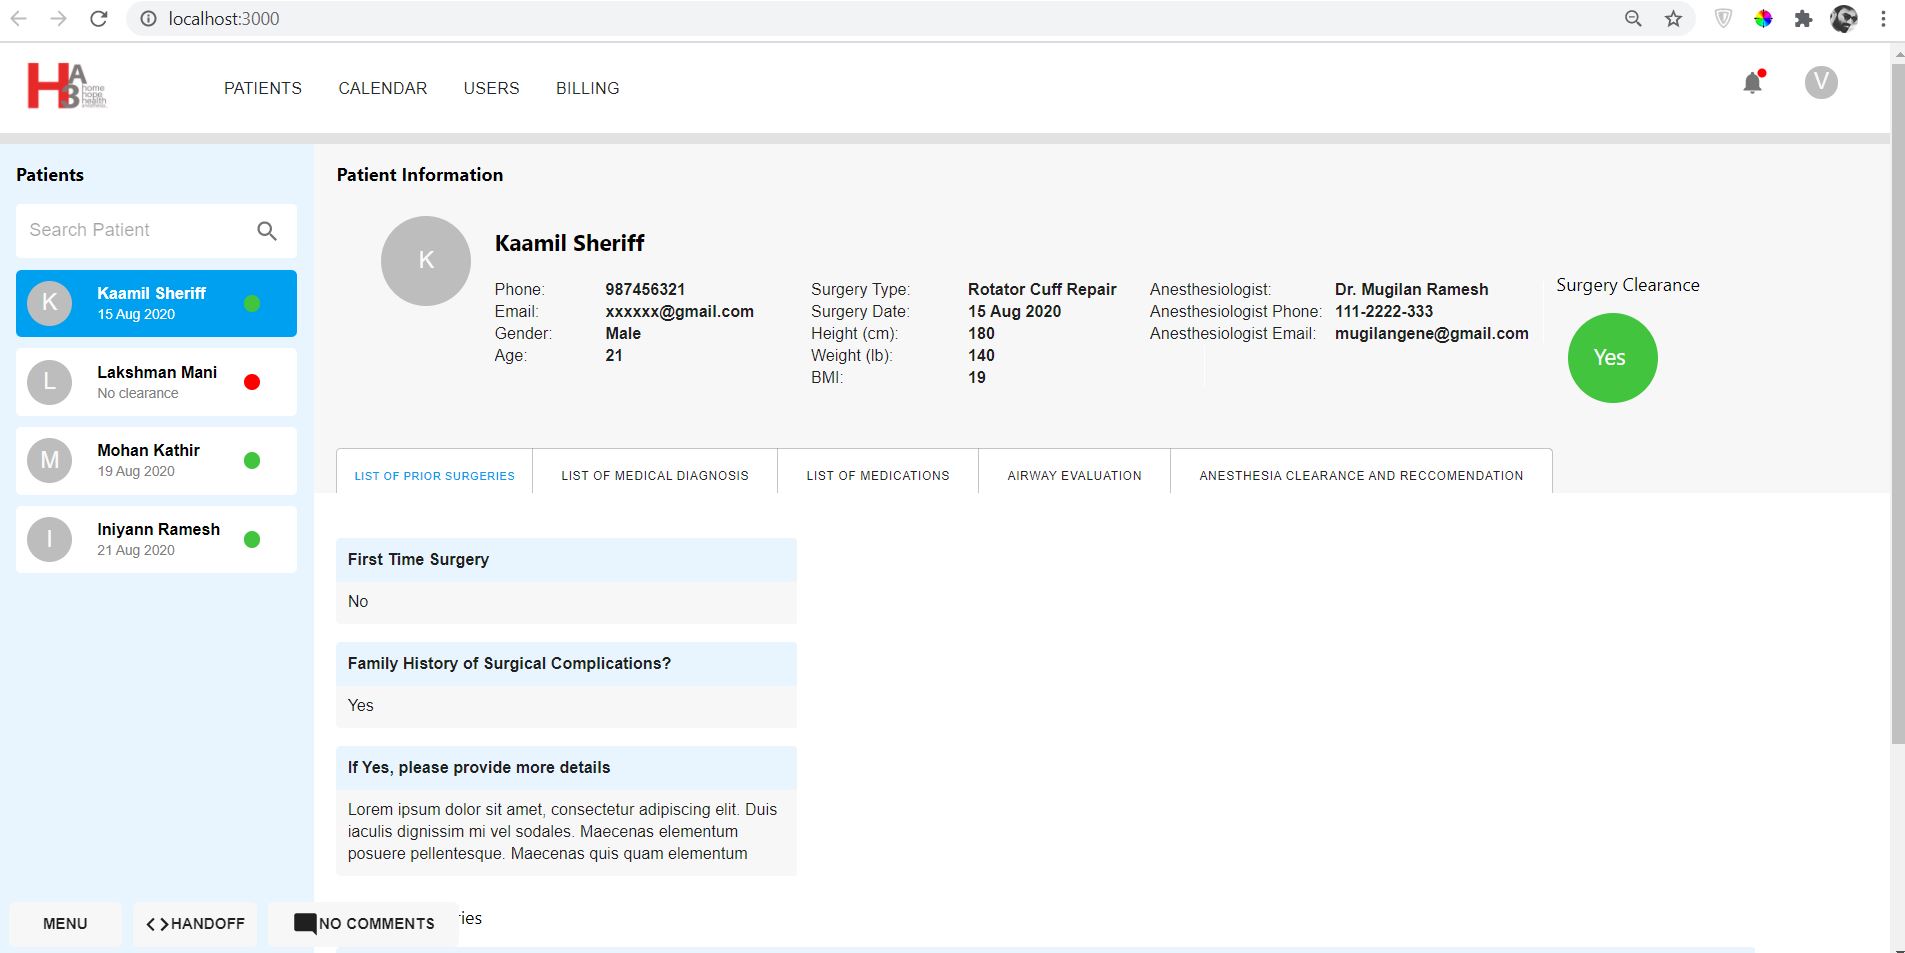 localhost:3000
HA3 home
hope
health
PATIENTS CALENDAR USERS BILLING
V
Patients
Search Patient
K Kaamil Sheriff
15 Aug 2020
L Lakshman Mani
No clearance
M Mohan Kathir
19 Aug 2020
I Iniyann Ramesh
21 Aug 2020
Patient Information
K
Kaamil Sheriff
Phone: 987456321
Email: xxxxxx@gmail.com
Gender: Male
Age: 21
Surgery Type: Rotator Cuff Repair
Surgery Date: 15 Aug 2020
Height (cm): 180
Weight (lb): 140
BMI: 19
Anesthesiologist: Dr. Mugilan Ramesh
Anesthesiologist Phone: 111-2222-333
Anesthesiologist Email: mugilangene@gmail.com
Surgery Clearance
Yes
LIST OF PRIOR SURGERIES LIST OF MEDICAL DIAGNOSIS LIST OF MEDICATIONS AIRWAY EVALUATION ANESTHESIA CLEARANCE AND RECCOMENDATION
First Time Surgery
No
Family History of Surgical Complications?
Yes
If Yes, please provide more details
Lorem ipsum dolor sit amet, consectetur adipiscing elit. Duis
iaculis dignissim mi vel sodales. Maecenas elementum
posuere pellentesque. Maecenas quis quam elementum
ries
MENU <>HANDOFF NO COMMENTS